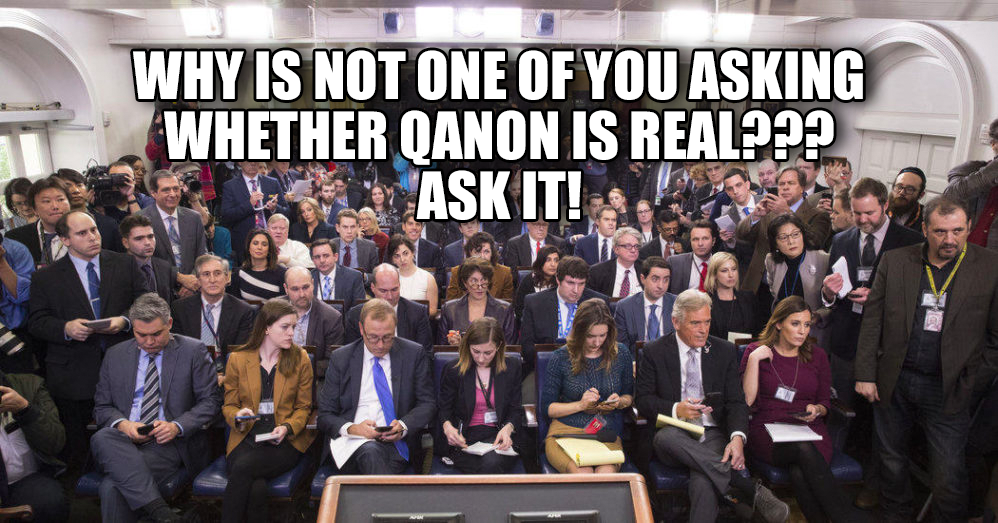 WHY IS NOT ONE OF YOU ASKING
WHETHER QANON IS REAL???
ASK IT!